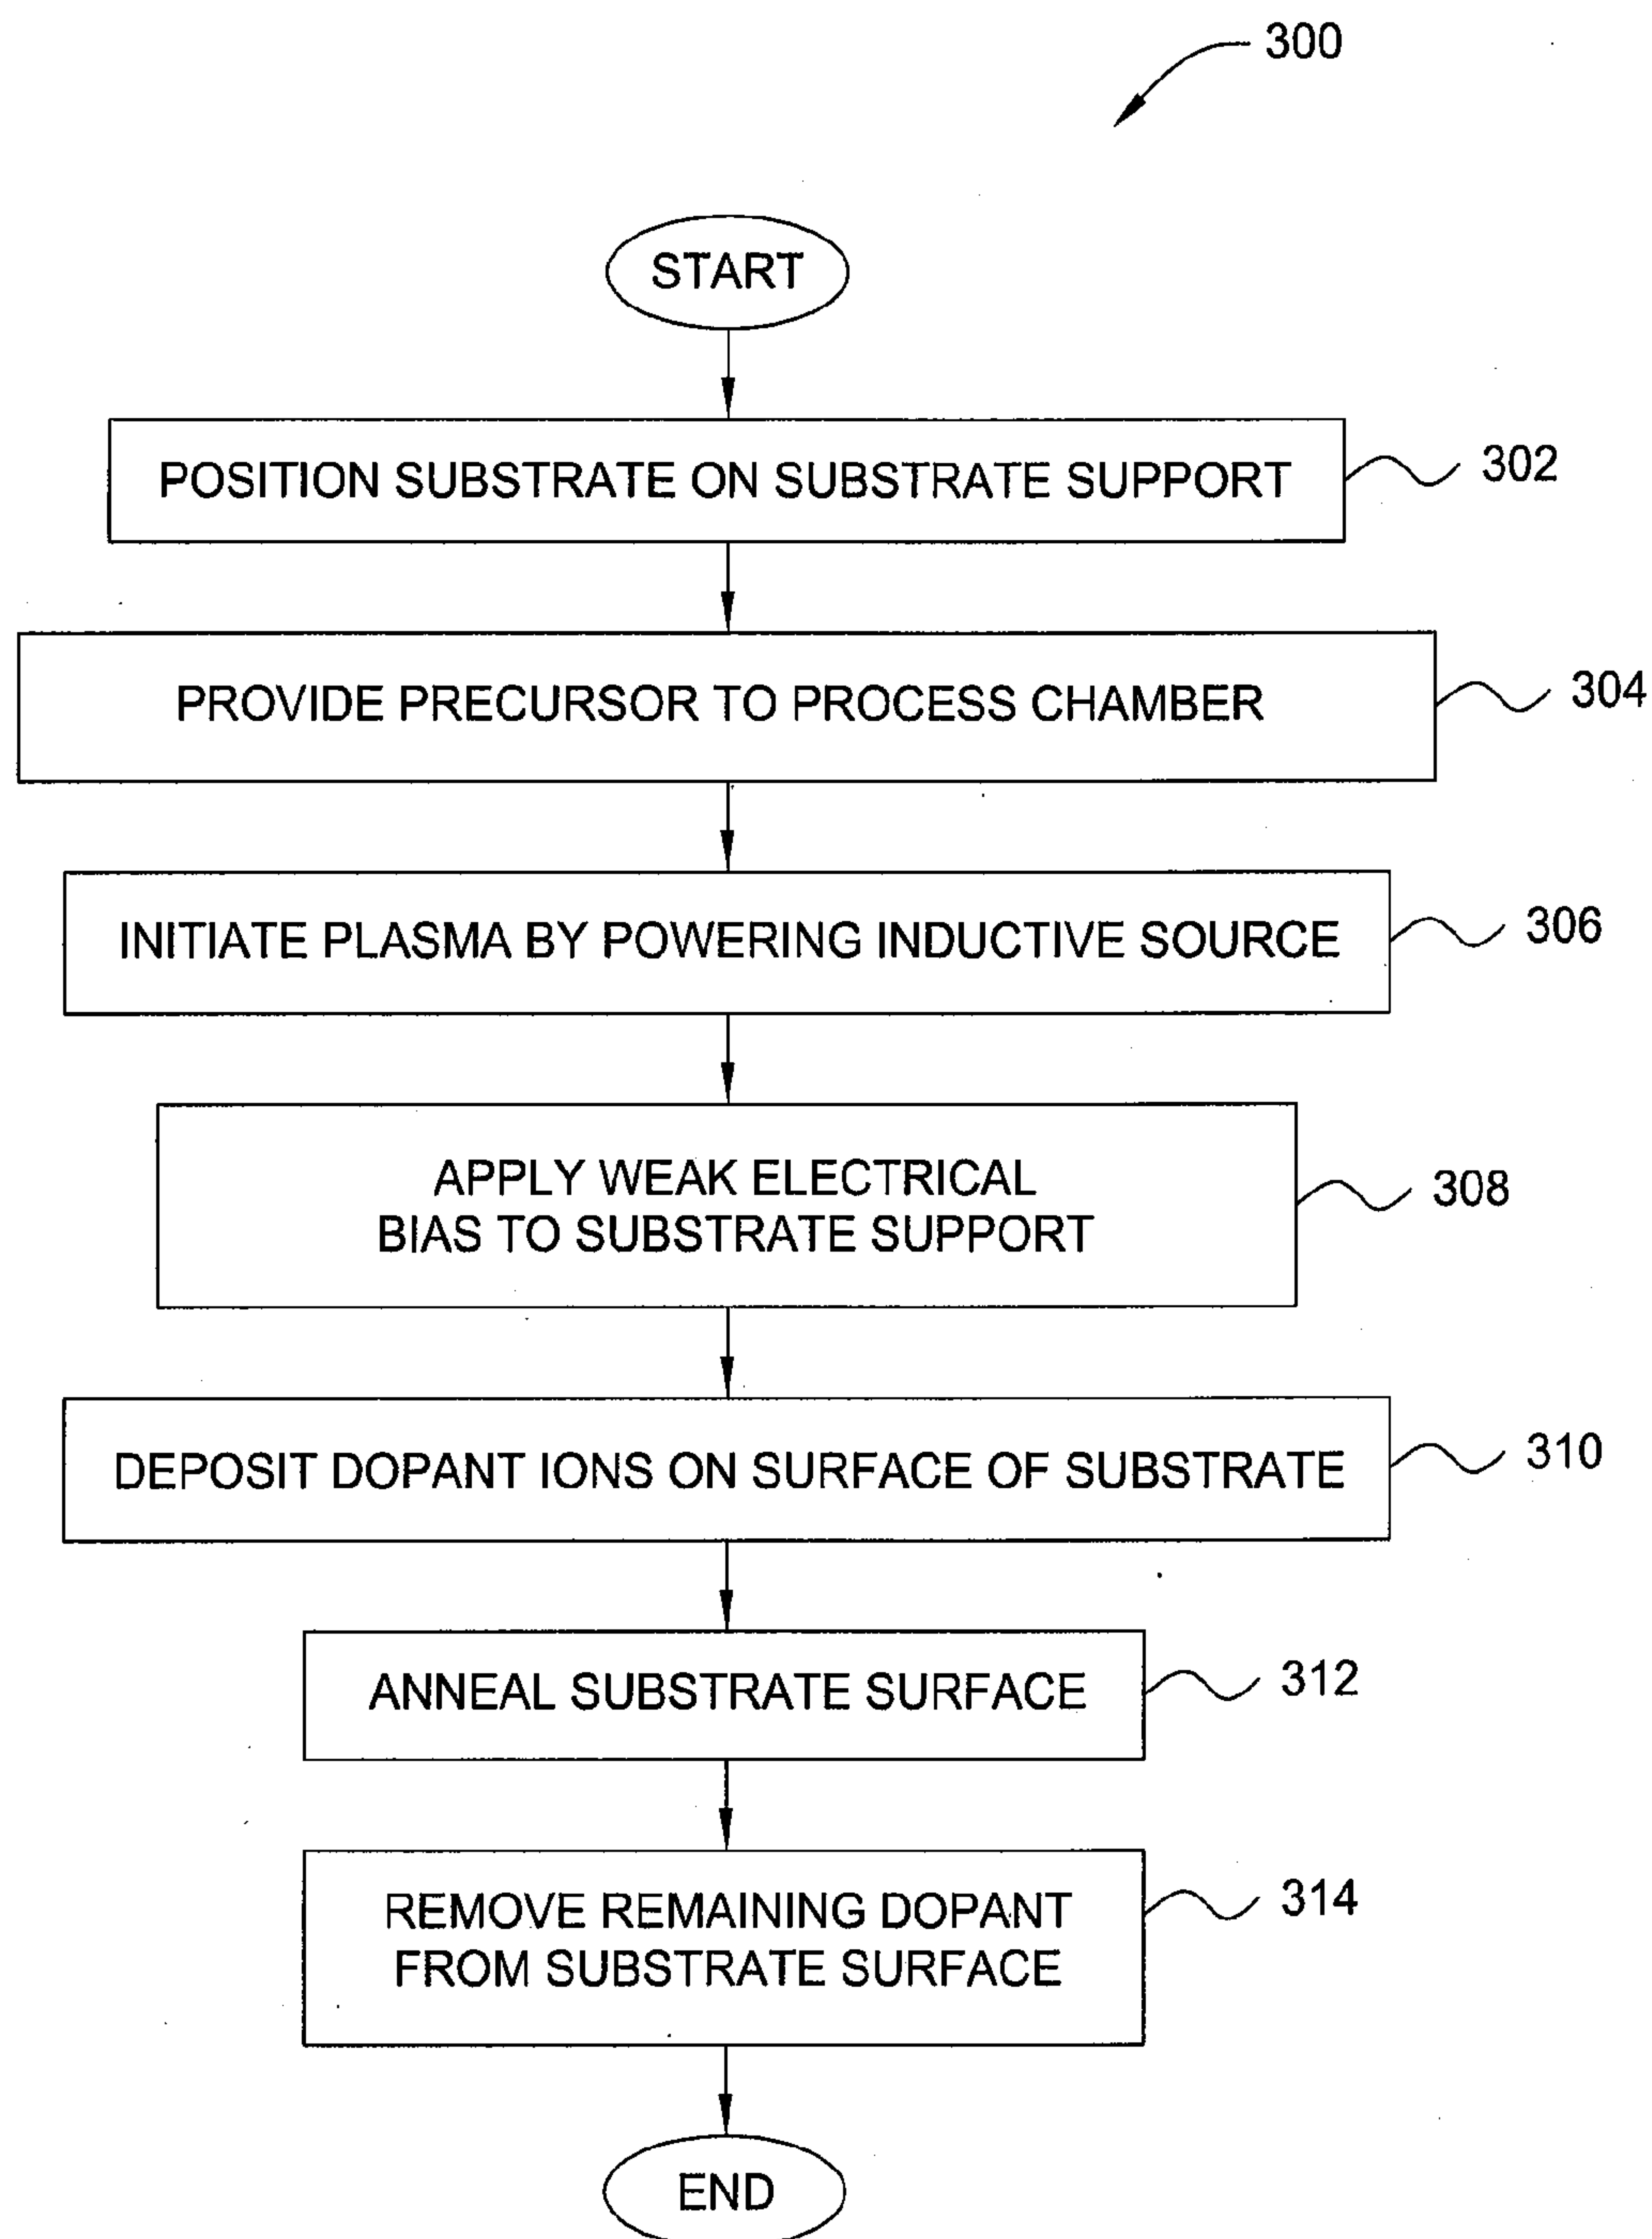 300
START
POSITION SUBSTRATE ON SUBSTRATE SUPPORT
302
PROVIDE PRECURSOR TO PROCESS CHAMBER
304
INITIATE PLASMA BY POWERING INDUCTIVE SOURCE
306
APPLY WEAK ELECTRICAL
BIAS TO SUBSTRATE SUPPORT
308
DEPOSIT DOPANT IONS ON SURFACE OF SUBSTRATE
310
ANNEAL SUBSTRATE SURFACE
312
REMOVE REMAINING DOPANT
FROM SUBSTRATE SURFACE
314
END